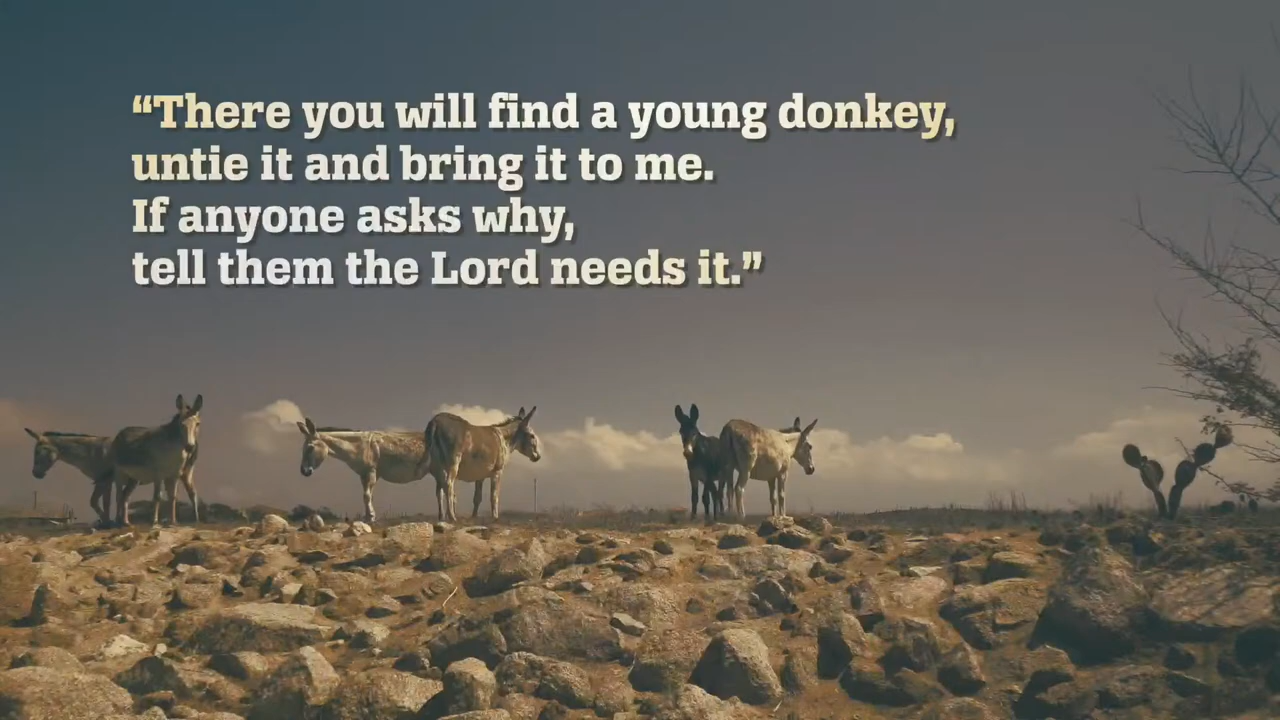 “There you will find a young donkey,
untie it and bring it to me.
If anyone asks why,
tell them the Lord needs it.”